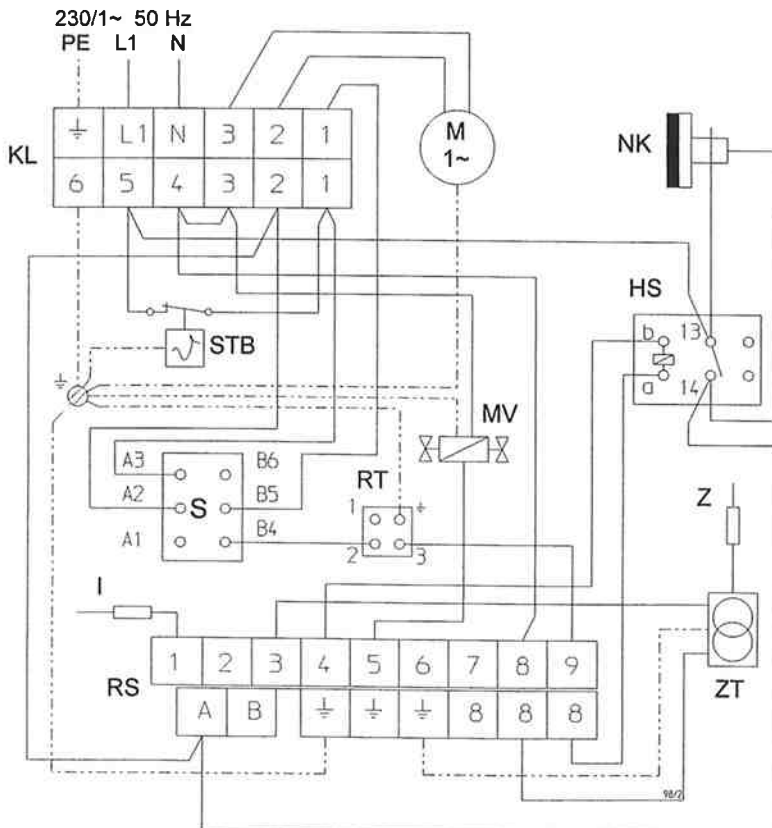 230/1~ 50 Hz
PE L1 N
KL
⏚ L1 N 3 2 1
6 5 4 3 2 1
M
1~
NK
HS
b 13
a 14
STB
⏚
MV
A3 B6
A2 S B5
A1 B4
RT
1 ⏚
2 3
Z
I
ZT
RS
1 2 3 4 5 6 7 8 9
A B ⏚ ⏚ ⏚ 8 8 8
98/2